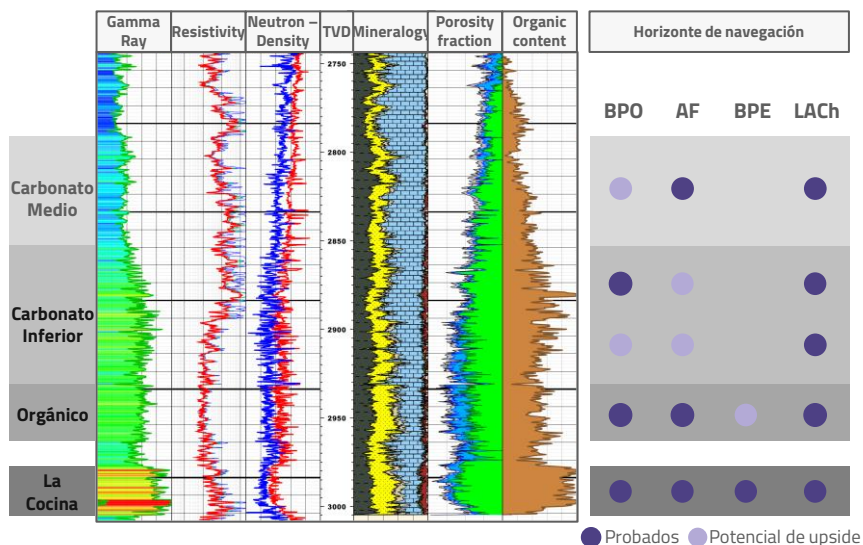 Gamma
Ray
Resistivity
Neutron –
Density
TVD
Mineralogy
Porosity
fraction
Organic
content
Horizonte de navegación
BPO AF BPE LACh
2750
2800
2850
2900
2950
3000
Carbonato
Medio
Carbonato
Inferior
Orgánico
La
Cocina
Probados
Potencial de upside